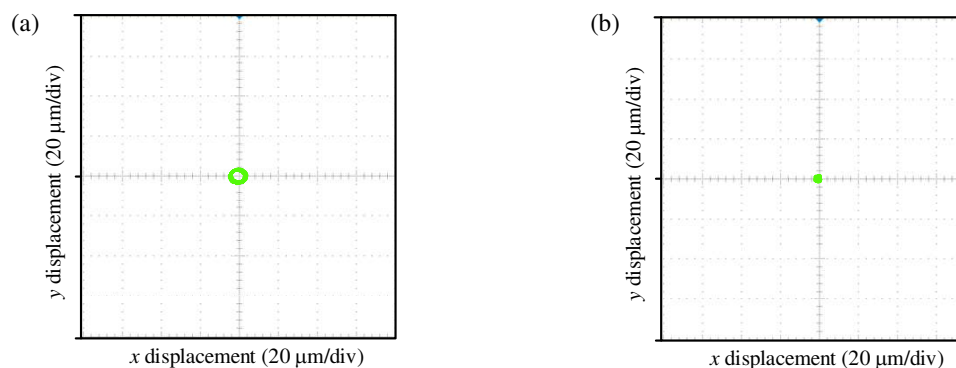 (a)
y displacement (20 μm/div)
x displacement (20 μm/div)
(b)
y displacement (20 μm/div)
x displacement (20 μm/div)